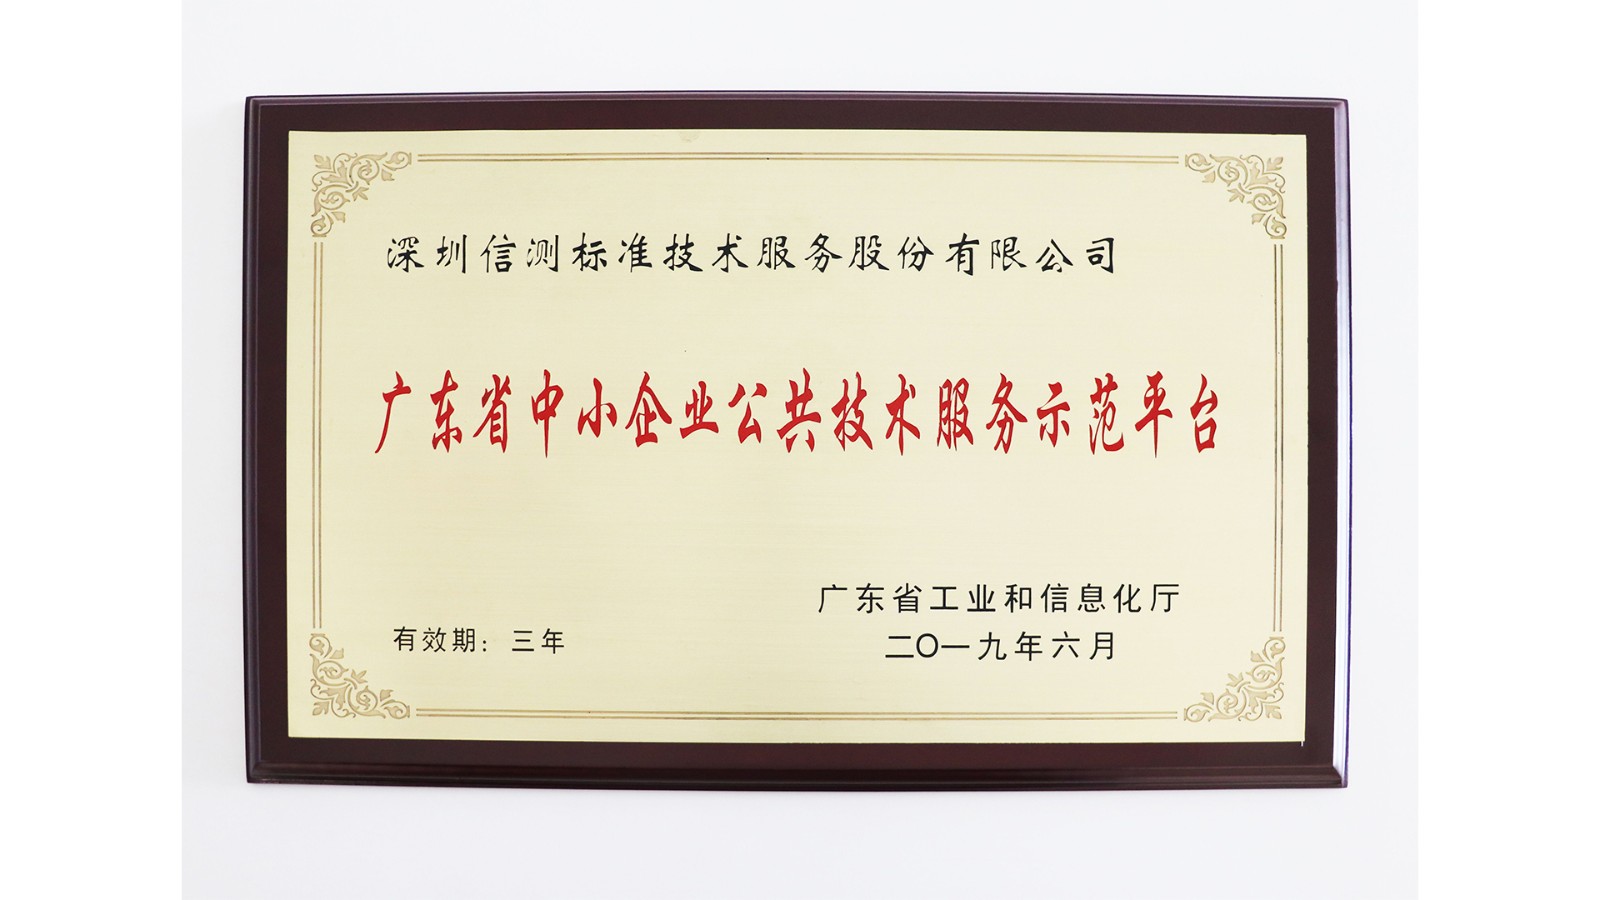 深圳信测标准技术服务股份有限公司
广东省中小企业公共技术服务示范平台
广东省工业和信息化厅
有效期：三年
二〇一九年六月